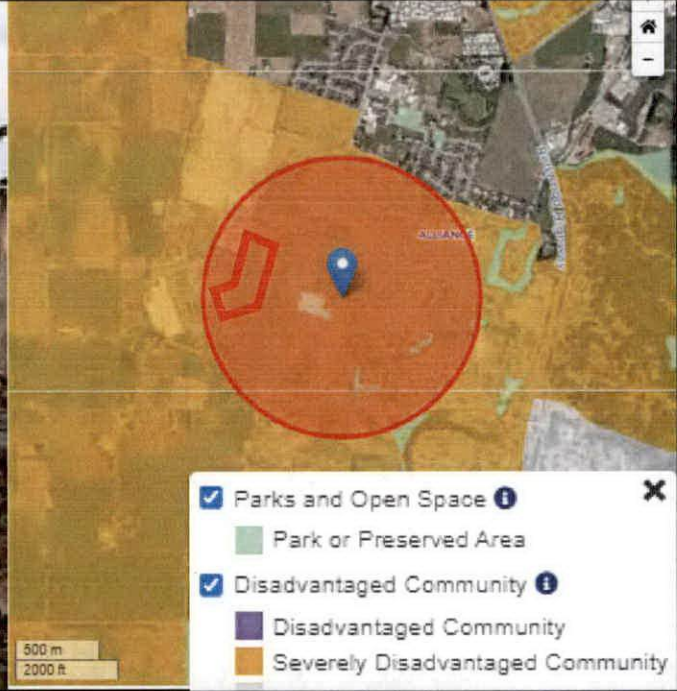 ALLIANCE
Parks and Open Space
Park or Preserved Area
Disadvantaged Community
Disadvantaged Community
Severely Disadvantaged Community
500 m
2000 ft